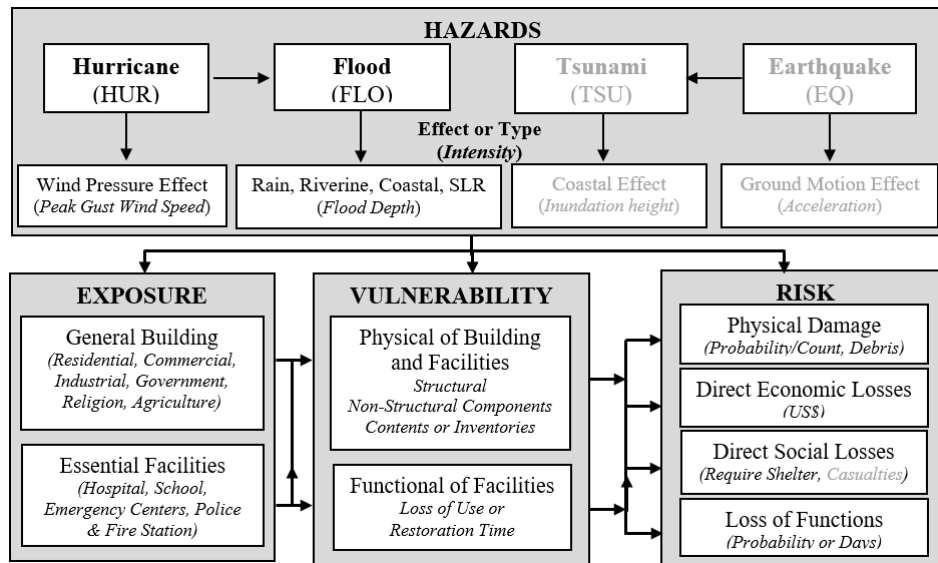 HAZARDS
Hurricane
(HUR)
Flood
(FLO)
Tsunami
(TSU)
Earthquake
(EQ)
Effect or Type
(Intensity)
Wind Pressure Effect
(Peak Gust Wind Speed)
Rain, Riverine, Coastal, SLR
(Flood Depth)
Coastal Effect
(Inundation height)
Ground Motion Effect
(Acceleration)
EXPOSURE
General Building
(Residential, Commercial,
Industrial, Government,
Religion, Agriculture)
Essential Facilities
(Hospital, School,
Emergency Centers, Police
& Fire Station)
VULNERABILITY
Physical of Building
and Facilities
Structural
Non-Structural Components
Contents or Inventories
Functional of Facilities
Loss of Use or
Restoration Time
RISK
Physical Damage
(Probability/Count, Debris)
Direct Economic Losses
(US$)
Direct Social Losses
(Require Shelter, Casualties)
Loss of Functions
(Probability or Days)